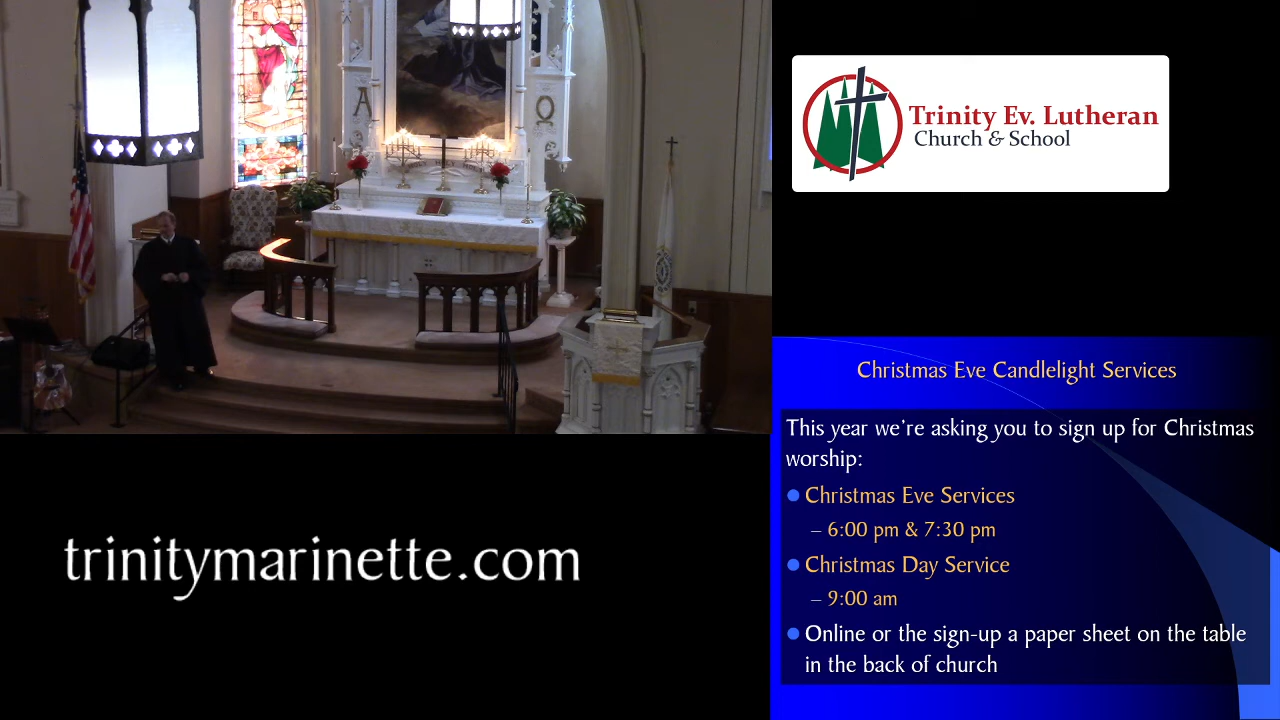 A
Ω
Trinity Ev. Lutheran
Church & School
Christmas Eve Candlelight Services
This year we're asking you to sign up for Christmas
worship:
Christmas Eve Services
– 6:00 pm & 7:30 pm
Christmas Day Service
– 9:00 am
Online or the sign-up a paper sheet on the table
in the back of church
trinitymarinette.com